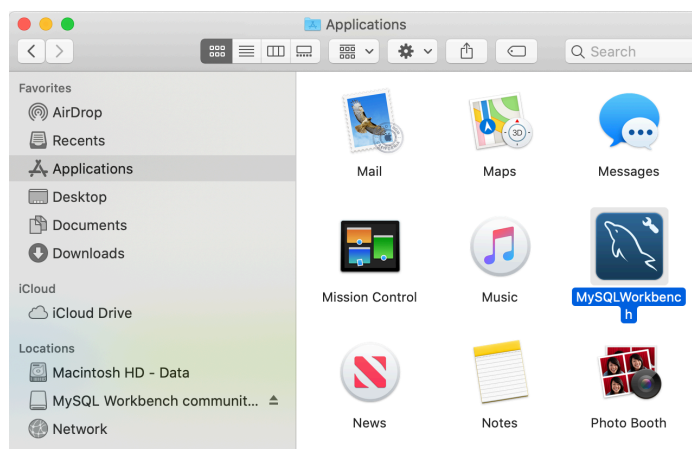 Applications
Search
Favorites
AirDrop
Recents
Applications
Desktop
Documents
Downloads
iCloud
iCloud Drive
Locations
Macintosh HD - Data
MySQL Workbench communit...
Network
3D
Mail
Maps
Messages
Mission Control
Music
MySQLWorkbenc
h
News
Notes
Photo Booth